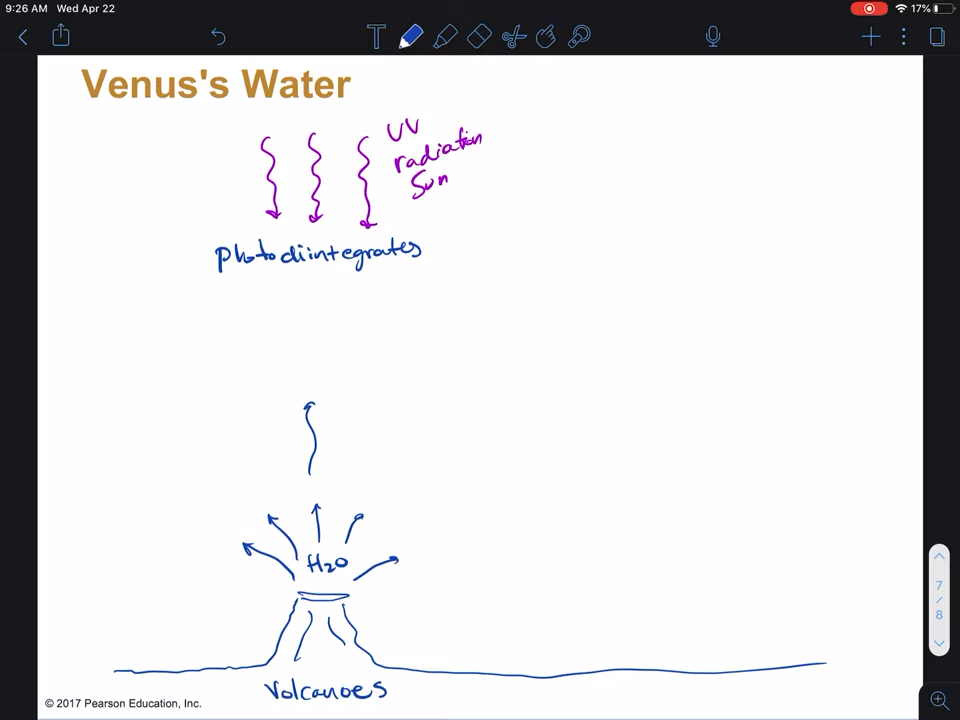 9:26 AM Wed Apr 22
17%
T
Venus's Water
UV
radiation
Sun
photodiintegrates
H₂O
Volcanoes
7
/
8
© 2017 Pearson Education, Inc.